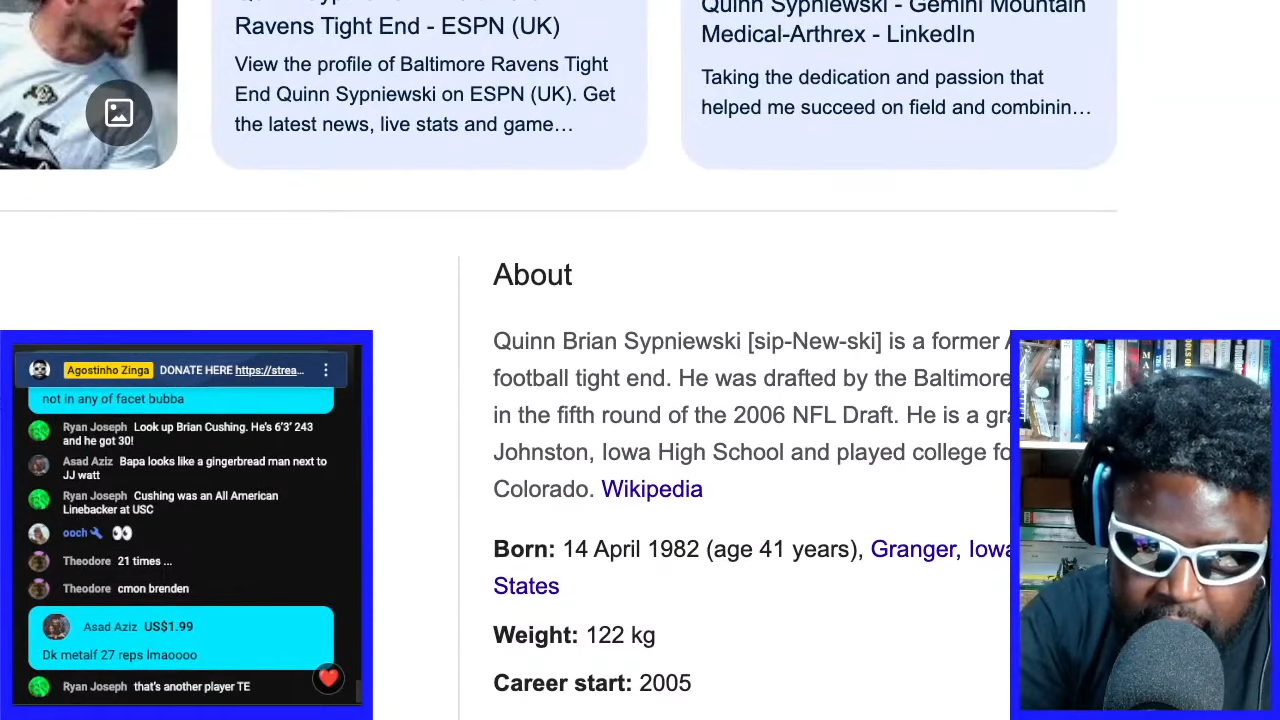 Ravens Tight End - ESPN (UK)
View the profile of Baltimore Ravens Tight
End Quinn Sypniewski on ESPN (UK). Get
the latest news, live stats and game…
Quinn Sypniewski - Gemini Mountain
Medical-Arthrex - LinkedIn
Taking the dedication and passion that
helped me succeed on field and combinin…
45
About
Quinn Brian Sypniewski [sip-New-ski] is a former
football tight end. He was drafted by the Baltimore
in the fifth round of the 2006 NFL Draft. He is a
Johnston, Iowa High School and played college
Colorado. Wikipedia
Born: 14 April 1982 (age 41 years), Granger, Iowa
States
Weight: 122 kg
Career start: 2005
Agostinho Zinga DONATE HERE https://strea...
not in any of facet bubba
Ryan Joseph Look up Brian Cushing. He's 6'3' 243
and he got 30!
Asad Aziz Bapa looks like a gingerbread man next to
JJ watt
Ryan Joseph Cushing was an All American
Linebacker at USC
ooch 👀
Theodore 21 times ...
Theodore cmon brenden
Asad Aziz US$1.99
Dk metalf 27 reps lmaoooo
Ryan Joseph that's another player TE